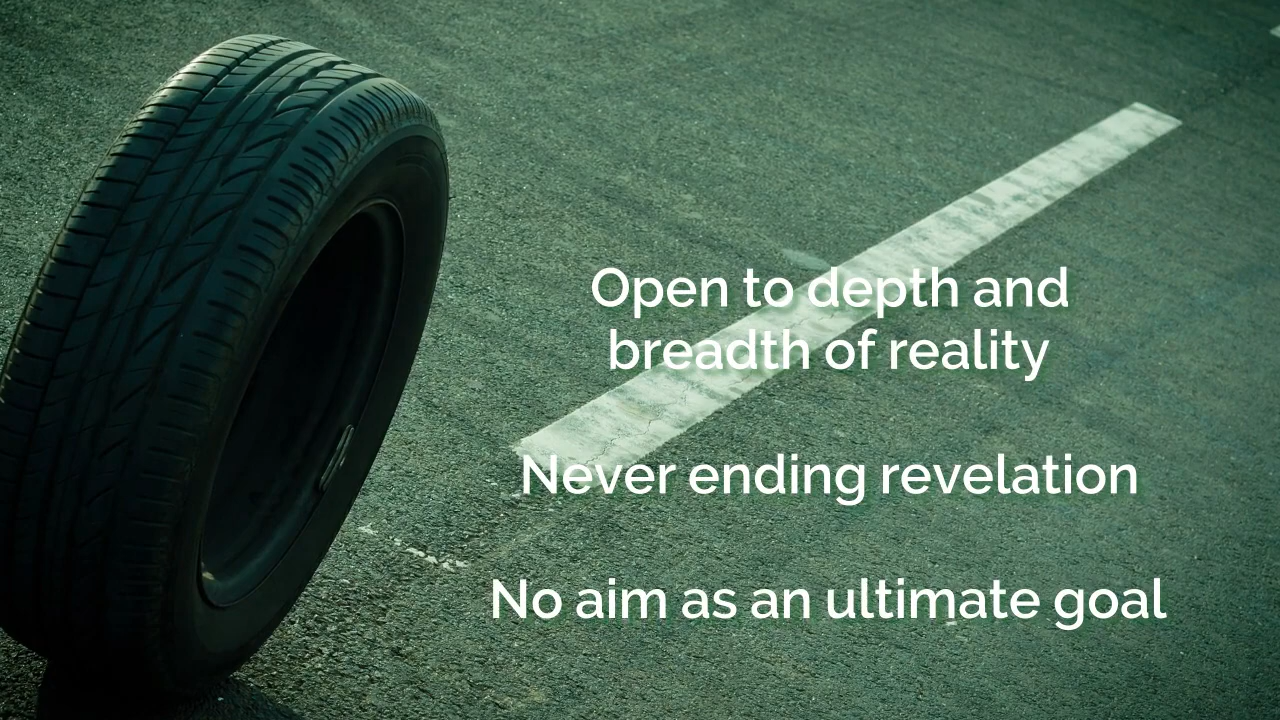 Open to depth and
breadth of reality
Never ending revelation
No aim as an ultimate goal